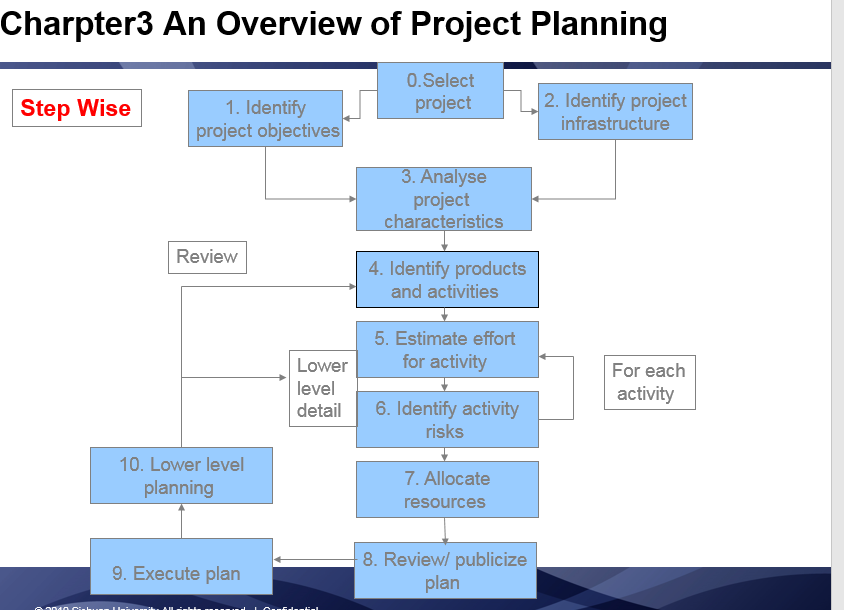 Charpter3 An Overview of Project Planning
Step Wise
0.Select
project
1. Identify
project objectives
2. Identify project
infrastructure
3. Analyse
project
characteristics
Review
4. Identify products
and activities
5. Estimate effort
for activity
Lower
level
detail
For each
activity
6. Identify activity
risks
10. Lower level
planning
7. Allocate
resources
8. Review/ publicize
plan
9. Execute plan